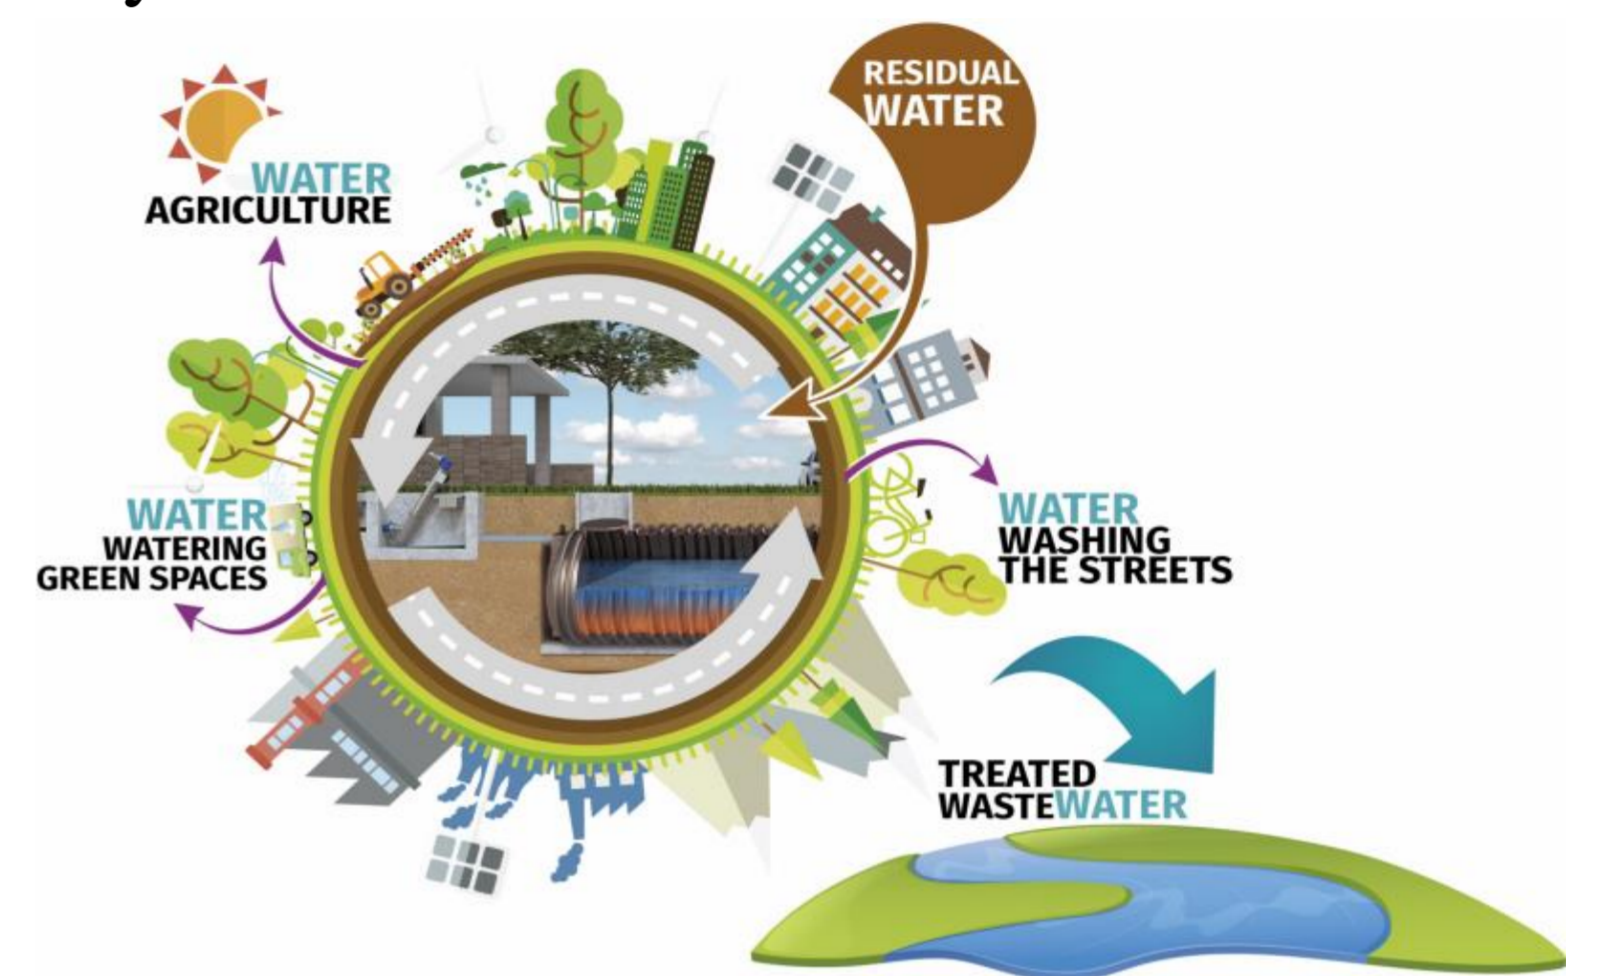 RESIDUAL
WATER
WATER
AGRICULTURE
WATER
WATERING
GREEN SPACES
WATER
WASHING
THE STREETS
TREATED
WASTEWATER